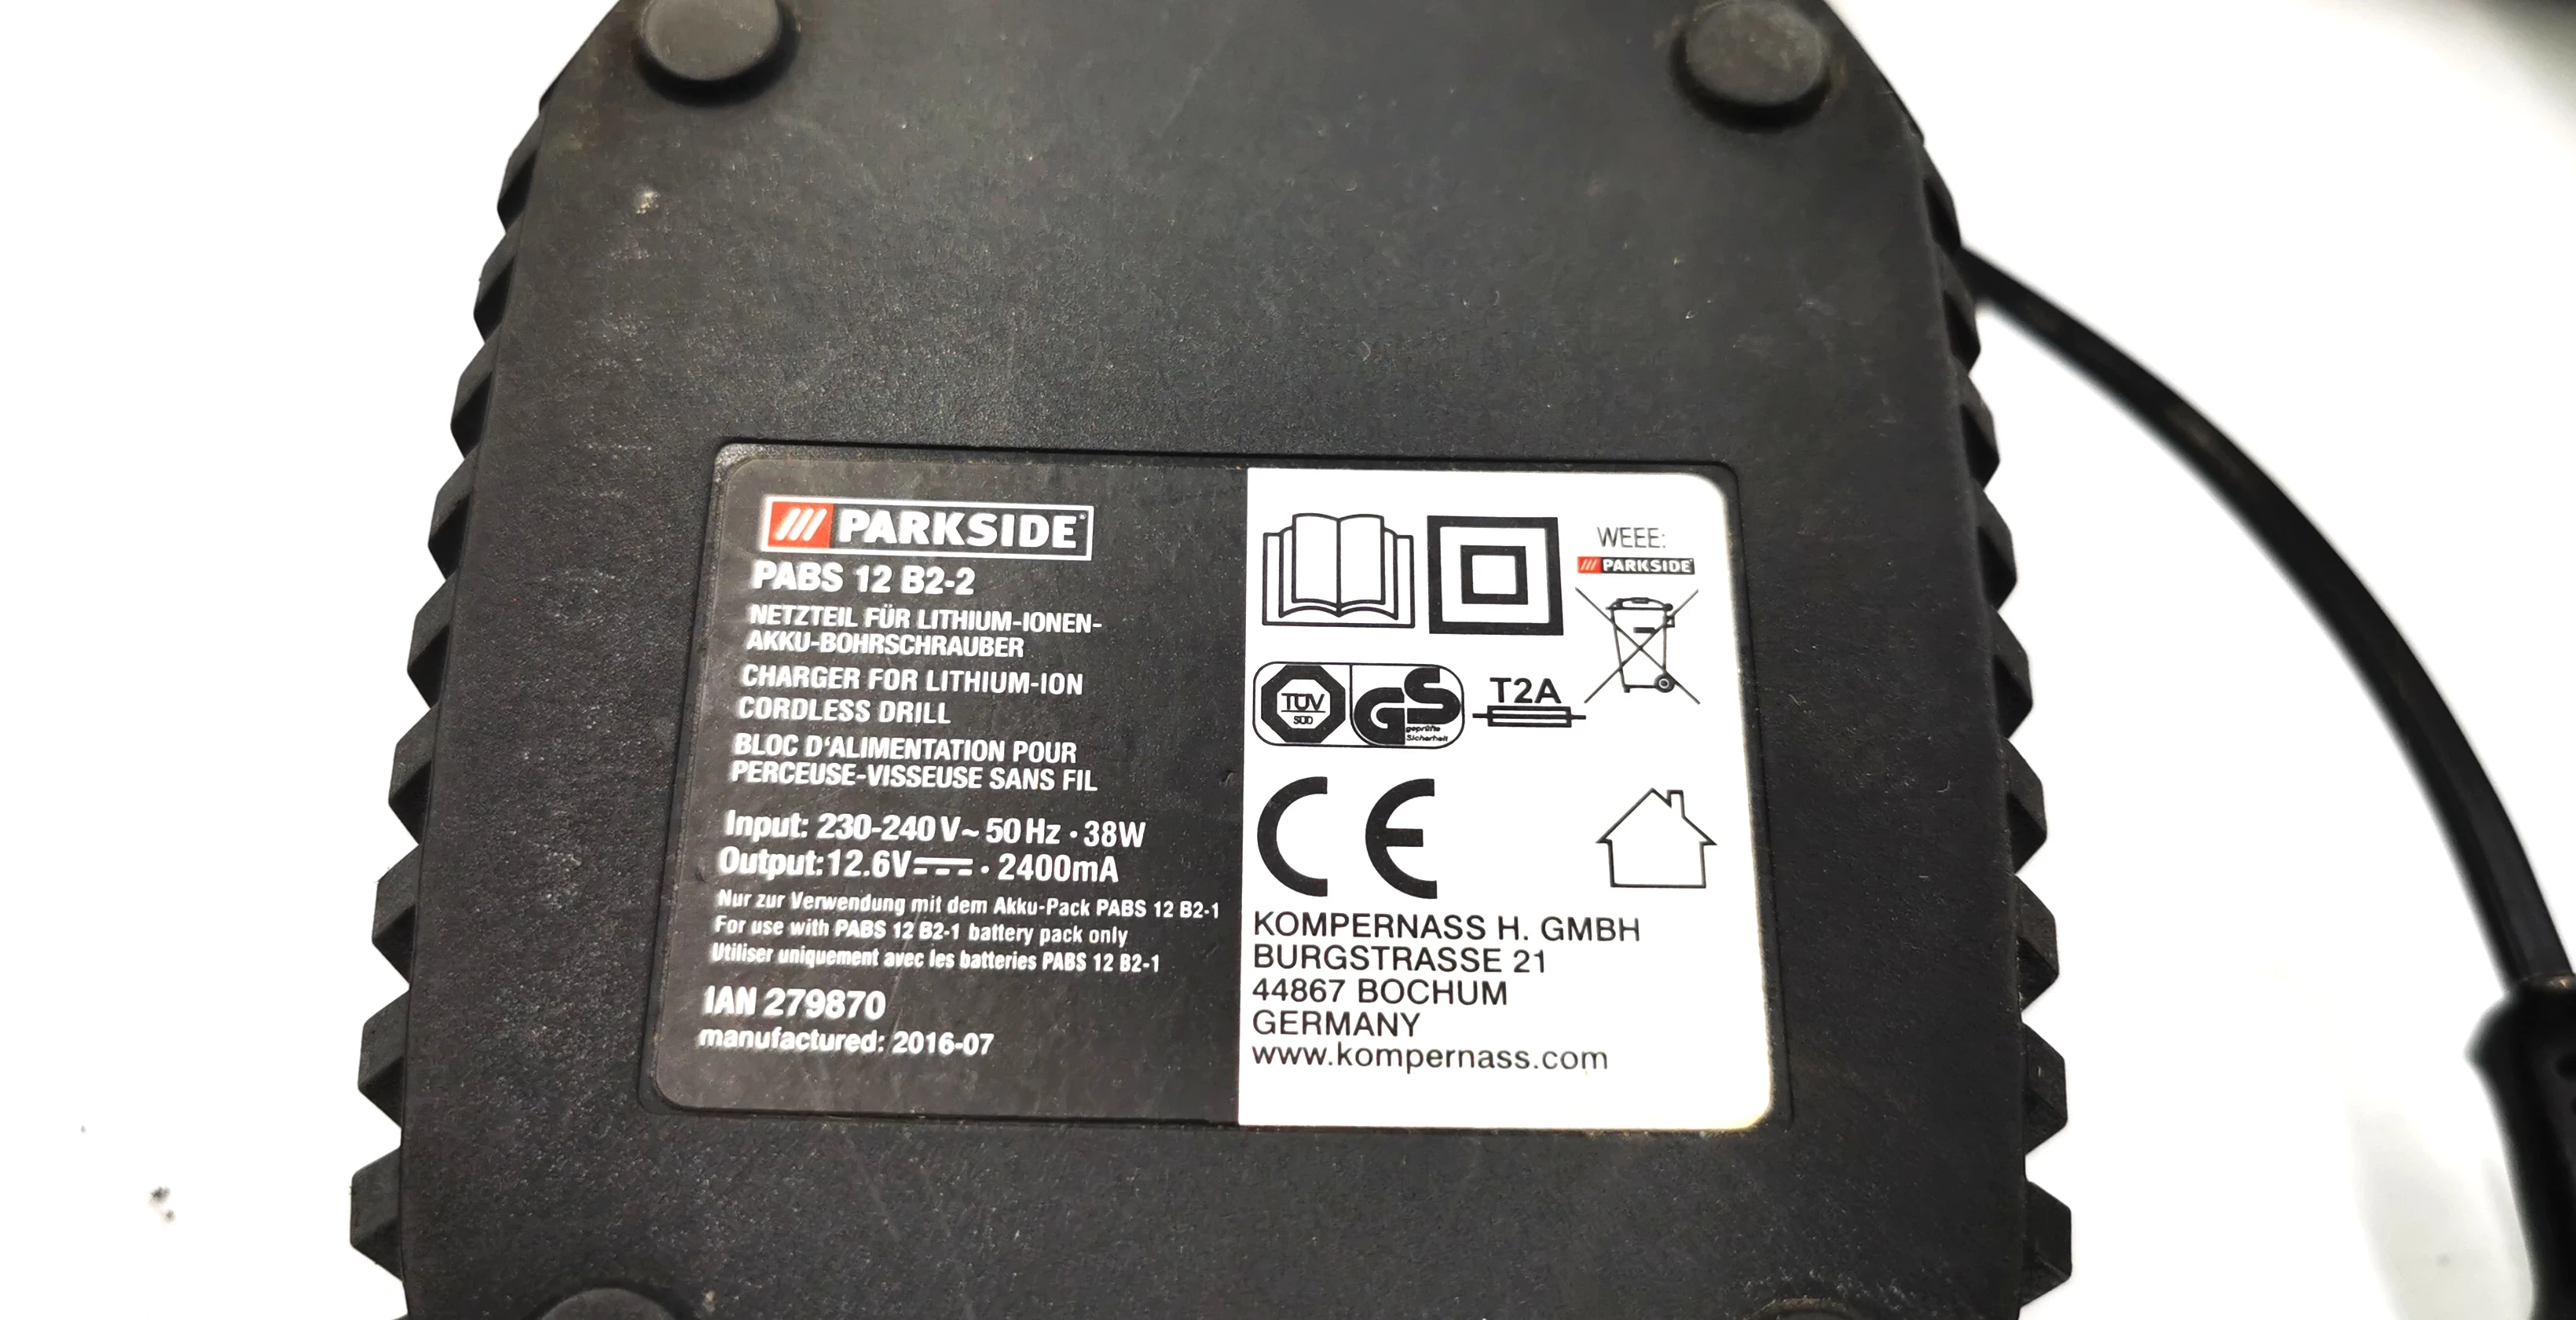 PARKSIDE®
PABS 12 B2-2
NETZTEIL FÜR LITHIUM-IONEN-
AKKU-BOHRSCHRAUBER
CHARGER FOR LITHIUM-ION
CORDLESS DRILL
BLOC D'ALIMENTATION POUR
PERCEUSE-VISSEUSE SANS FIL
Input: 230-240 V~ 50 Hz · 38W
Output: 12.6V⎓ · 2400mA
Nur zur Verwendung mit dem Akku-Pack PABS 12 B2-1
For use with PABS 12 B2-1 battery pack only
Utiliser uniquement avec les batteries PABS 12 B2-1
IAN 279870
manufactured: 2016-07
WEEE:
PARKSIDE
TÜV
SÜD
GS
geprüfte
Sicherheit
T2A
CE
KOMPERNASS H. GMBH
BURGSTRASSE 21
44867 BOCHUM
GERMANY
www.kompernass.com